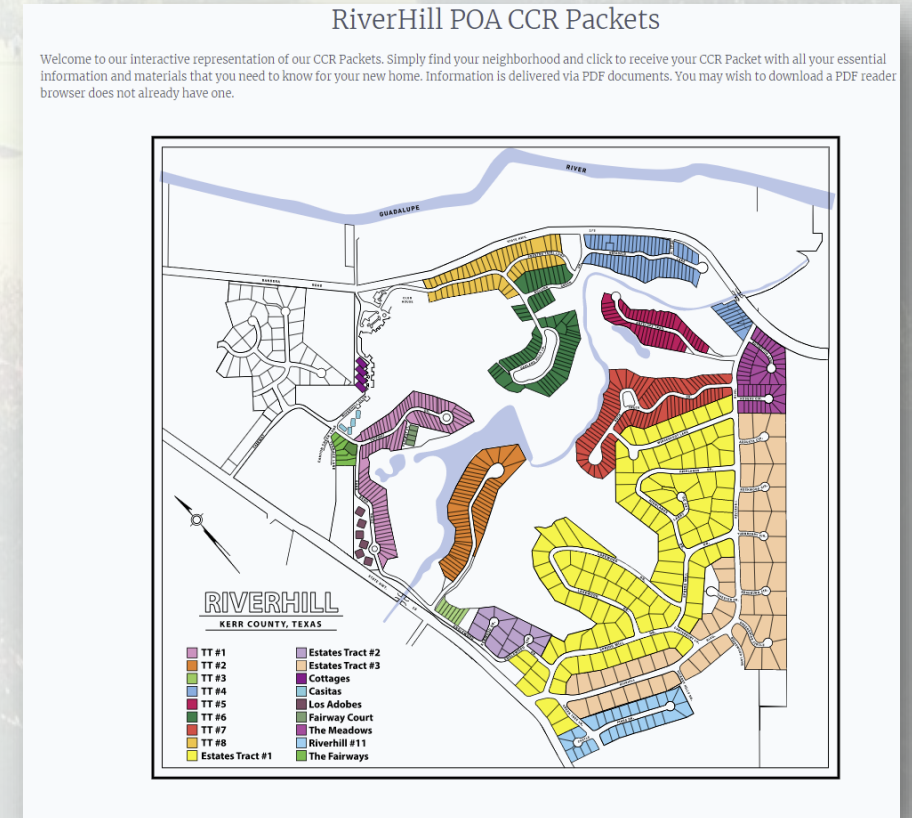 RiverHill POA CCR Packets
Welcome to our interactive representation of our CCR Packets. Simply find your neighborhood and click to receive your CCR Packet with all your essential
information and materials that you need to know for your new home. Information is delivered via PDF documents. You may wish to download a PDF reader
browser does not already have one.
RIVER
GUADALUPE
RIVERHILL
KERR COUNTY, TEXAS
TT #1
TT #2
TT #3
TT #4
TT #5
TT #6
TT #7
TT #8
Estates Tract #1
Estates Tract #2
Estates Tract #3
Cottages
Casitas
Los Adobes
Fairway Court
The Meadows
Riverhill #11
The Fairways